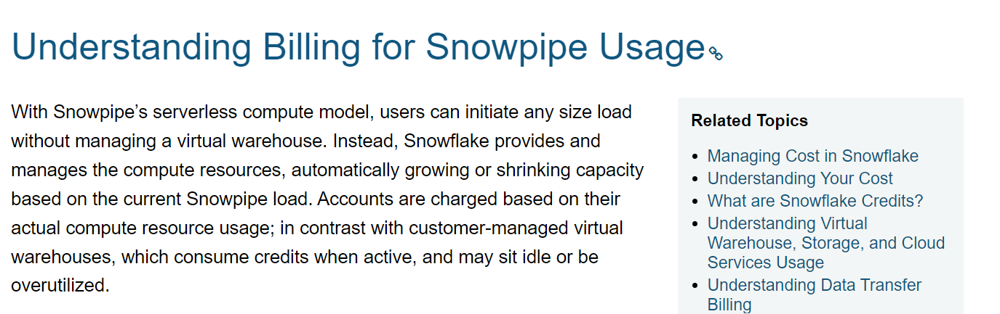 Understanding Billing for Snowpipe Usage
With Snowpipe’s serverless compute model, users can initiate any size load
without managing a virtual warehouse. Instead, Snowflake provides and
manages the compute resources, automatically growing or shrinking capacity
based on the current Snowpipe load. Accounts are charged based on their
actual compute resource usage; in contrast with customer-managed virtual
warehouses, which consume credits when active, and may sit idle or be
overutilized.
Related Topics
• Managing Cost in Snowflake
• Understanding Your Cost
• What are Snowflake Credits?
• Understanding Virtual
Warehouse, Storage, and Cloud
Services Usage
• Understanding Data Transfer
Billing